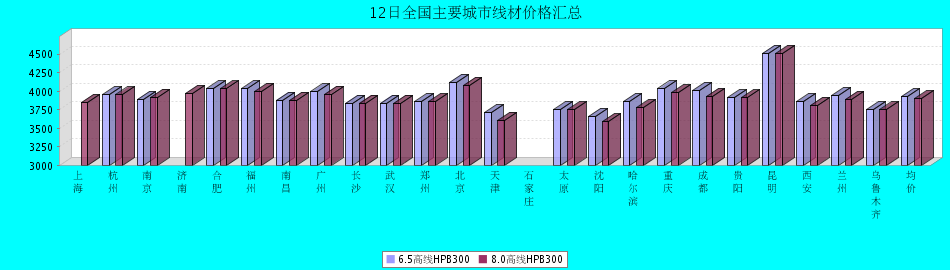 12日全国主要城市线材价格汇总
4500
4250
4000
3750
3500
3250
3000
上海 杭州 南京 济南 合肥 福州 南昌 广州 长沙 武汉 郑州 北京 天津 石家庄 太原 沈阳 哈尔滨 重庆 成都 贵阳 昆明 西安 兰州 乌鲁木齐 均价
6.5高线HPB300 8.0高线HPB300